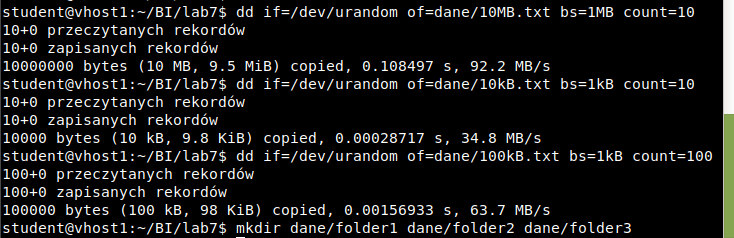 student@vhost1:~/BI/lab7$ dd if=/dev/urandom of=dane/10MB.txt bs=1MB count=10
10+0 przeczytanych rekordów
10+0 zapisanych rekordów
10000000 bytes (10 MB, 9.5 MiB) copied, 0.108497 s, 92.2 MB/s
student@vhost1:~/BI/lab7$ dd if=/dev/urandom of=dane/10kB.txt bs=1kB count=10
10+0 przeczytanych rekordów
10+0 zapisanych rekordów
10000 bytes (10 kB, 9.8 KiB) copied, 0.00028717 s, 34.8 MB/s
student@vhost1:~/BI/lab7$ dd if=/dev/urandom of=dane/100kB.txt bs=1kB count=100
100+0 przeczytanych rekordów
100+0 zapisanych rekordów
100000 bytes (100 kB, 98 KiB) copied, 0.00156933 s, 63.7 MB/s
student@vhost1:~/BI/lab7$ mkdir dane/folder1 dane/folder2 dane/folder3